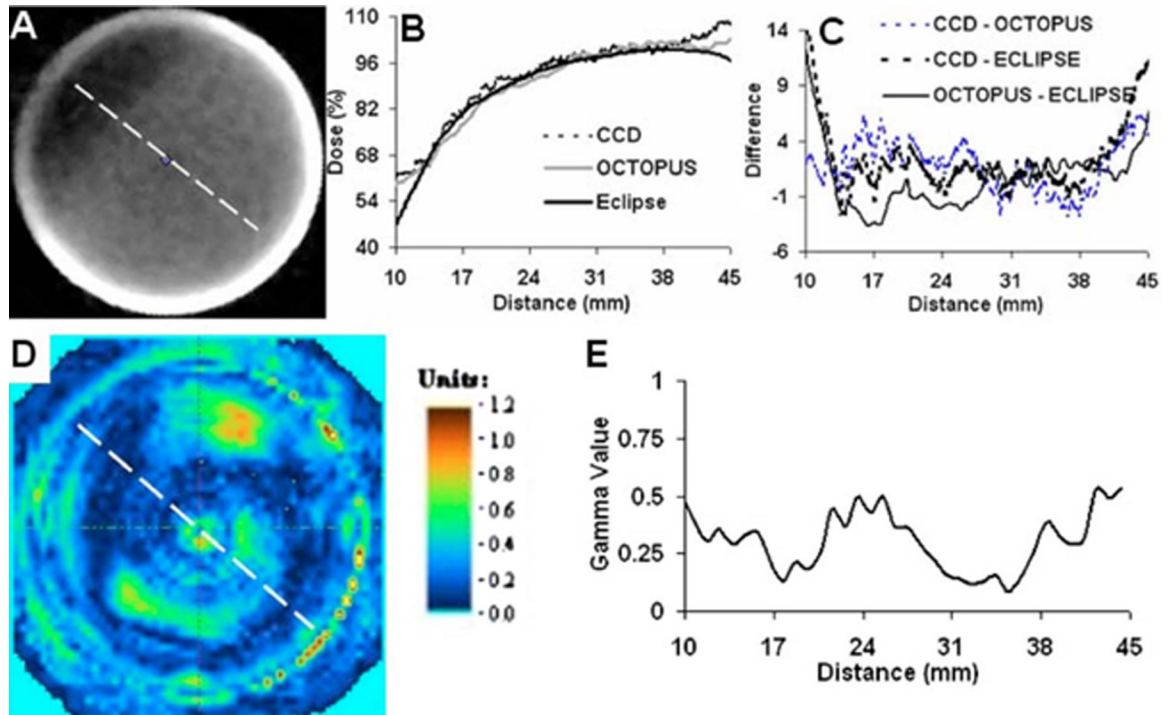 A
B
110
96
82
68
54
40
Dose (%)
CCD
OCTOPUS
Eclipse
10 17 24 31 38 45
Distance (mm)
C
14
9
4
-1
-6
Difference
CCD - OCTOPUS
CCD - ECLIPSE
OCTOPUS - ECLIPSE
10 17 24 31 38 45
Distance (mm)
D
Units:
1.2
1.0
0.8
0.6
0.4
0.2
0.0
E
1
0.75
0.5
0.25
0
Gamma Value
10 17 24 31 38 45
Distance (mm)